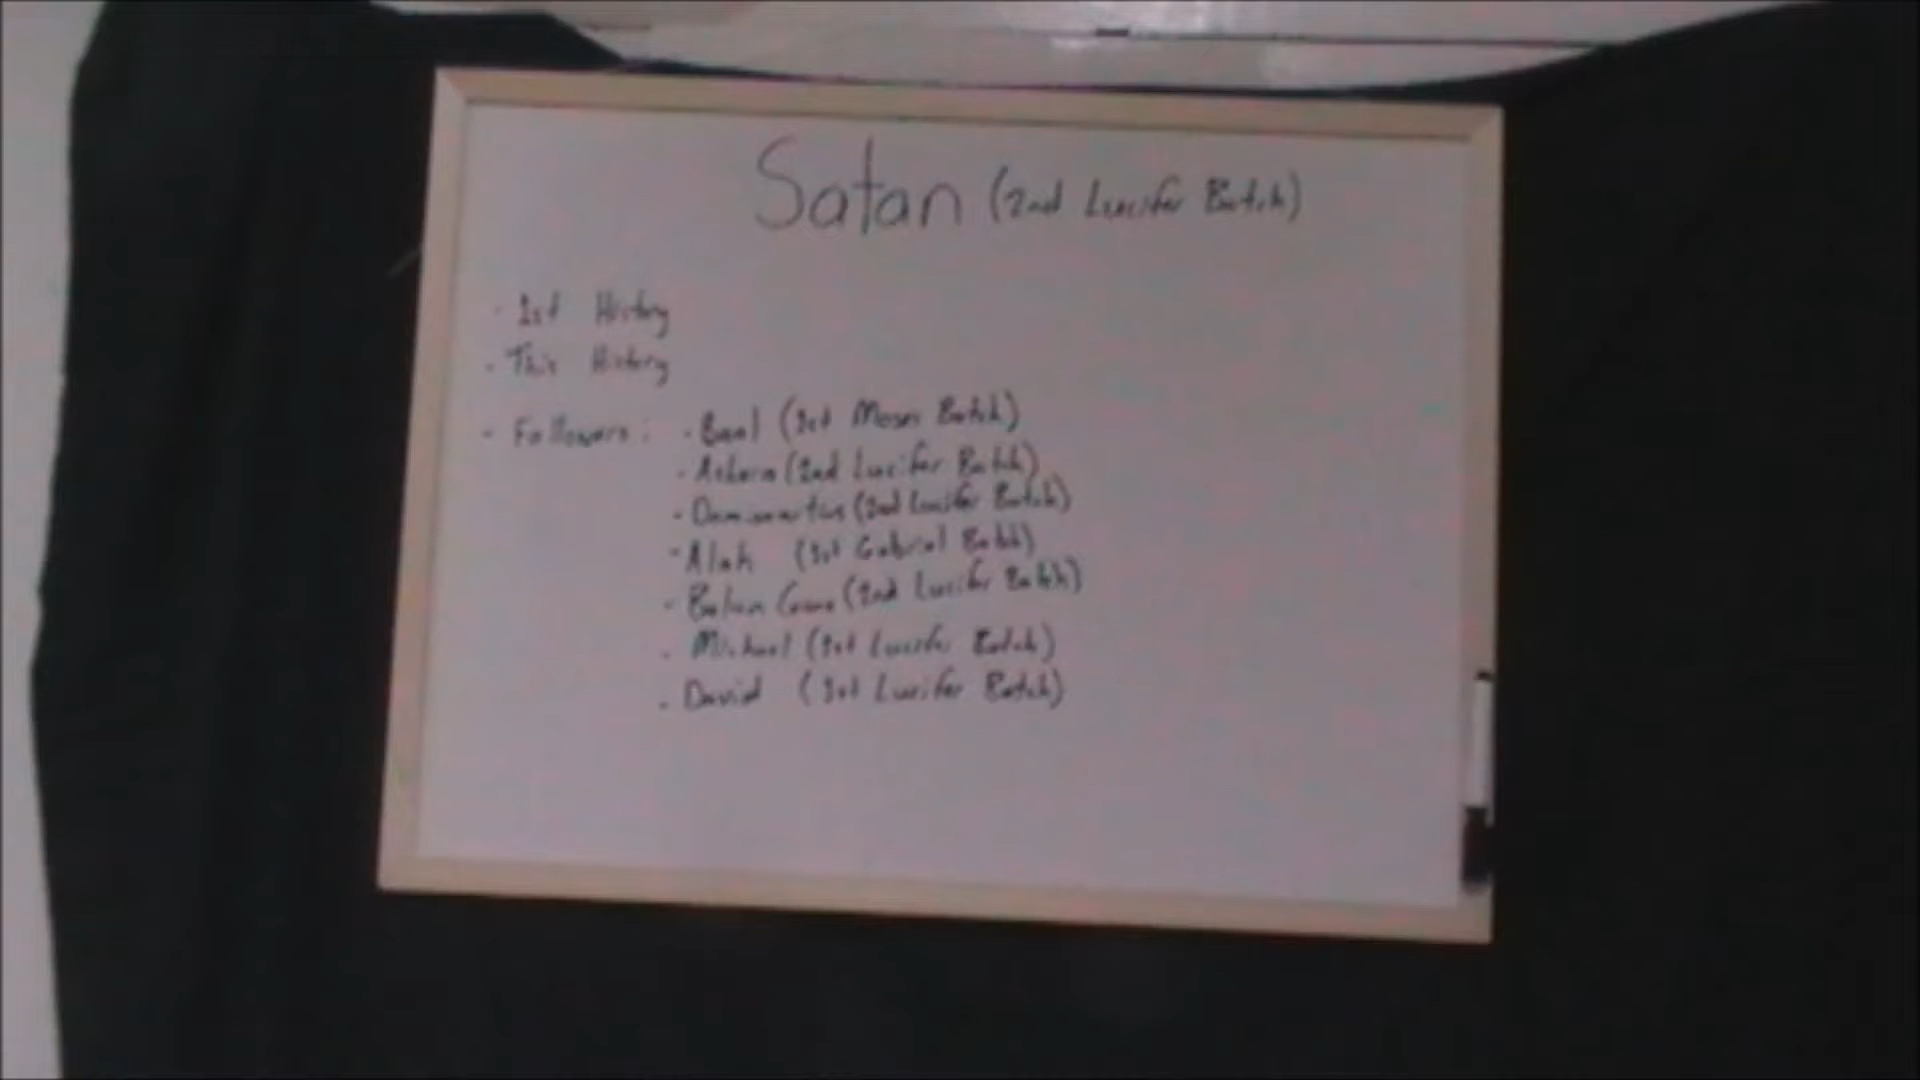 Satan (2nd Lucifer Batch)
- 1st History
- This History
- Followers: - Baal (1st Moses Batch)
- (2nd Lucifer Batch)
- (2nd Lucifer Batch)
- Alah (1st Gabriel Batch)
- (2nd Lucifer Batch)
- Michael (1st Lucifer Batch)
- David (1st Lucifer Batch)